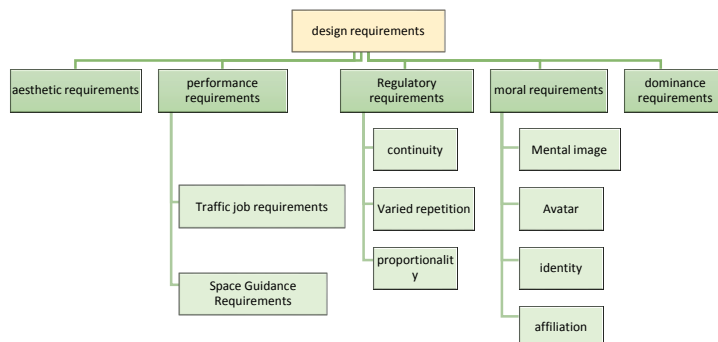 design requirements
aesthetic requirements
performance
requirements
Regulatory
requirements
moral requirements
dominance
requirements
Traffic job requirements
Space Guidance
Requirements
continuity
Varied repetition
proportionalit
y
Mental image
Avatar
identity
affiliation